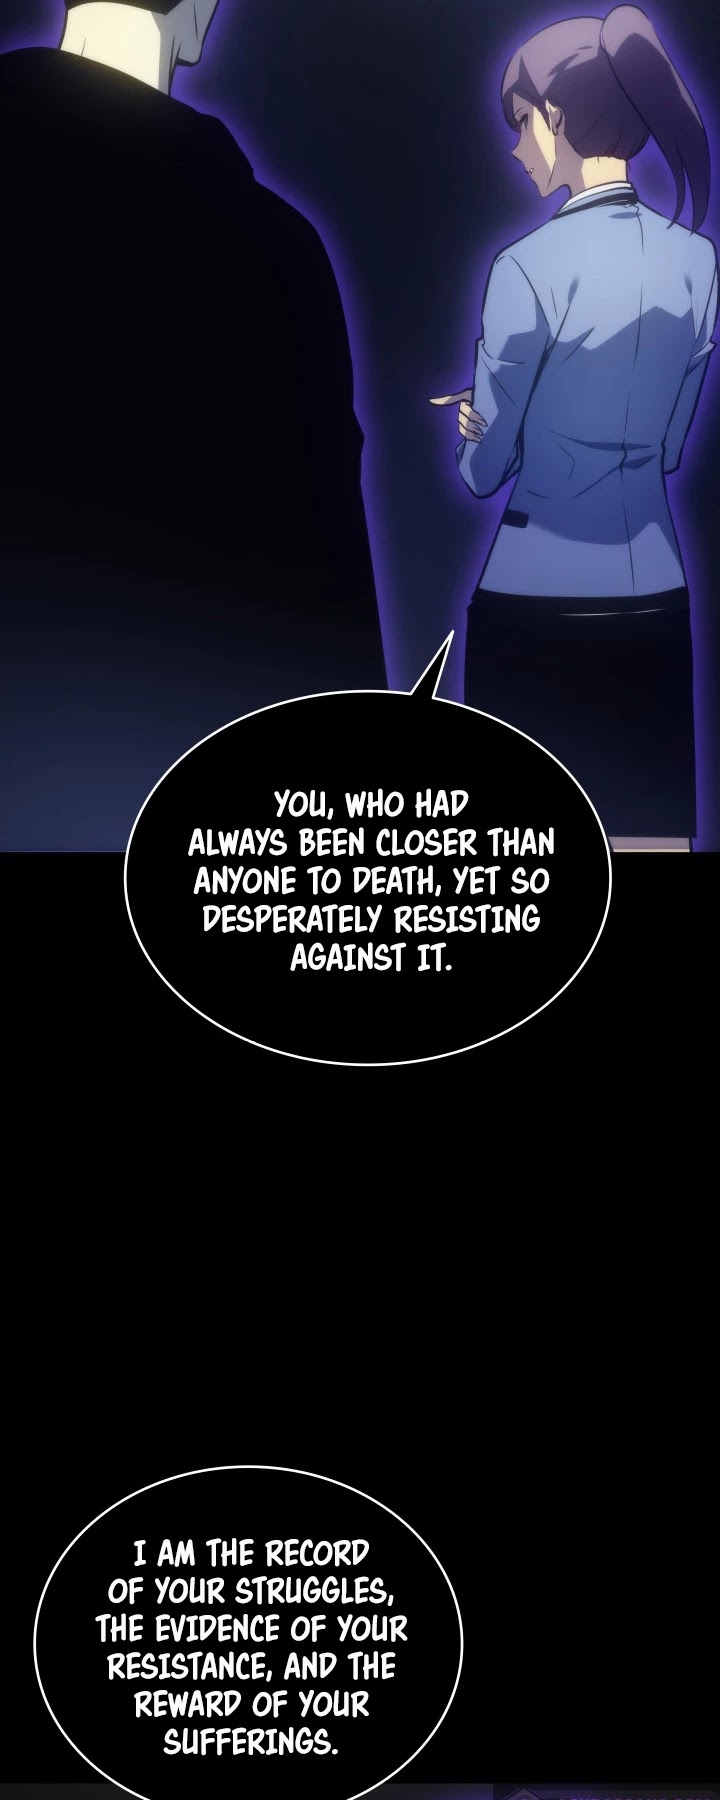 YOU, WHO HAD
ALWAYS BEEN CLOSER THAN
ANYONE TO DEATH, YET SO
DESPERATELY RESISTING
AGAINST IT.
I AM THE RECORD
OF YOUR STRUGGLES,
THE EVIDENCE OF YOUR
RESISTANCE, AND THE
REWARD OF YOUR
SUFFERINGS.